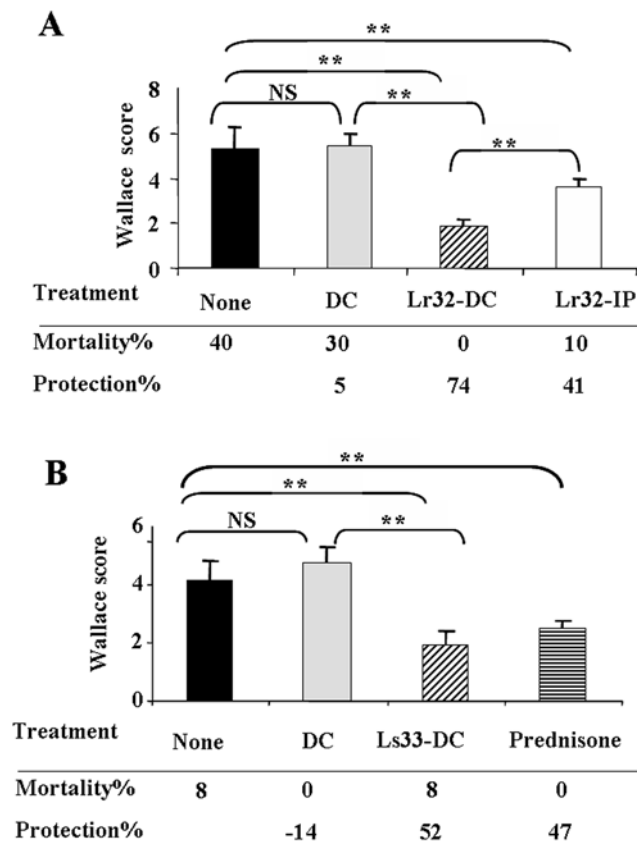 A
**
**
NS
**
**
8
6
4
2
0
Wallace score
Treatment None DC Lr32-DC Lr32-IP
Mortality% 40 30 0 10
Protection% 5 74 41
B
**
**
NS
**
6
4
2
0
Wallace score
Treatment None DC Ls33-DC Prednisone
Mortality% 8 0 8 0
Protection% -14 52 47